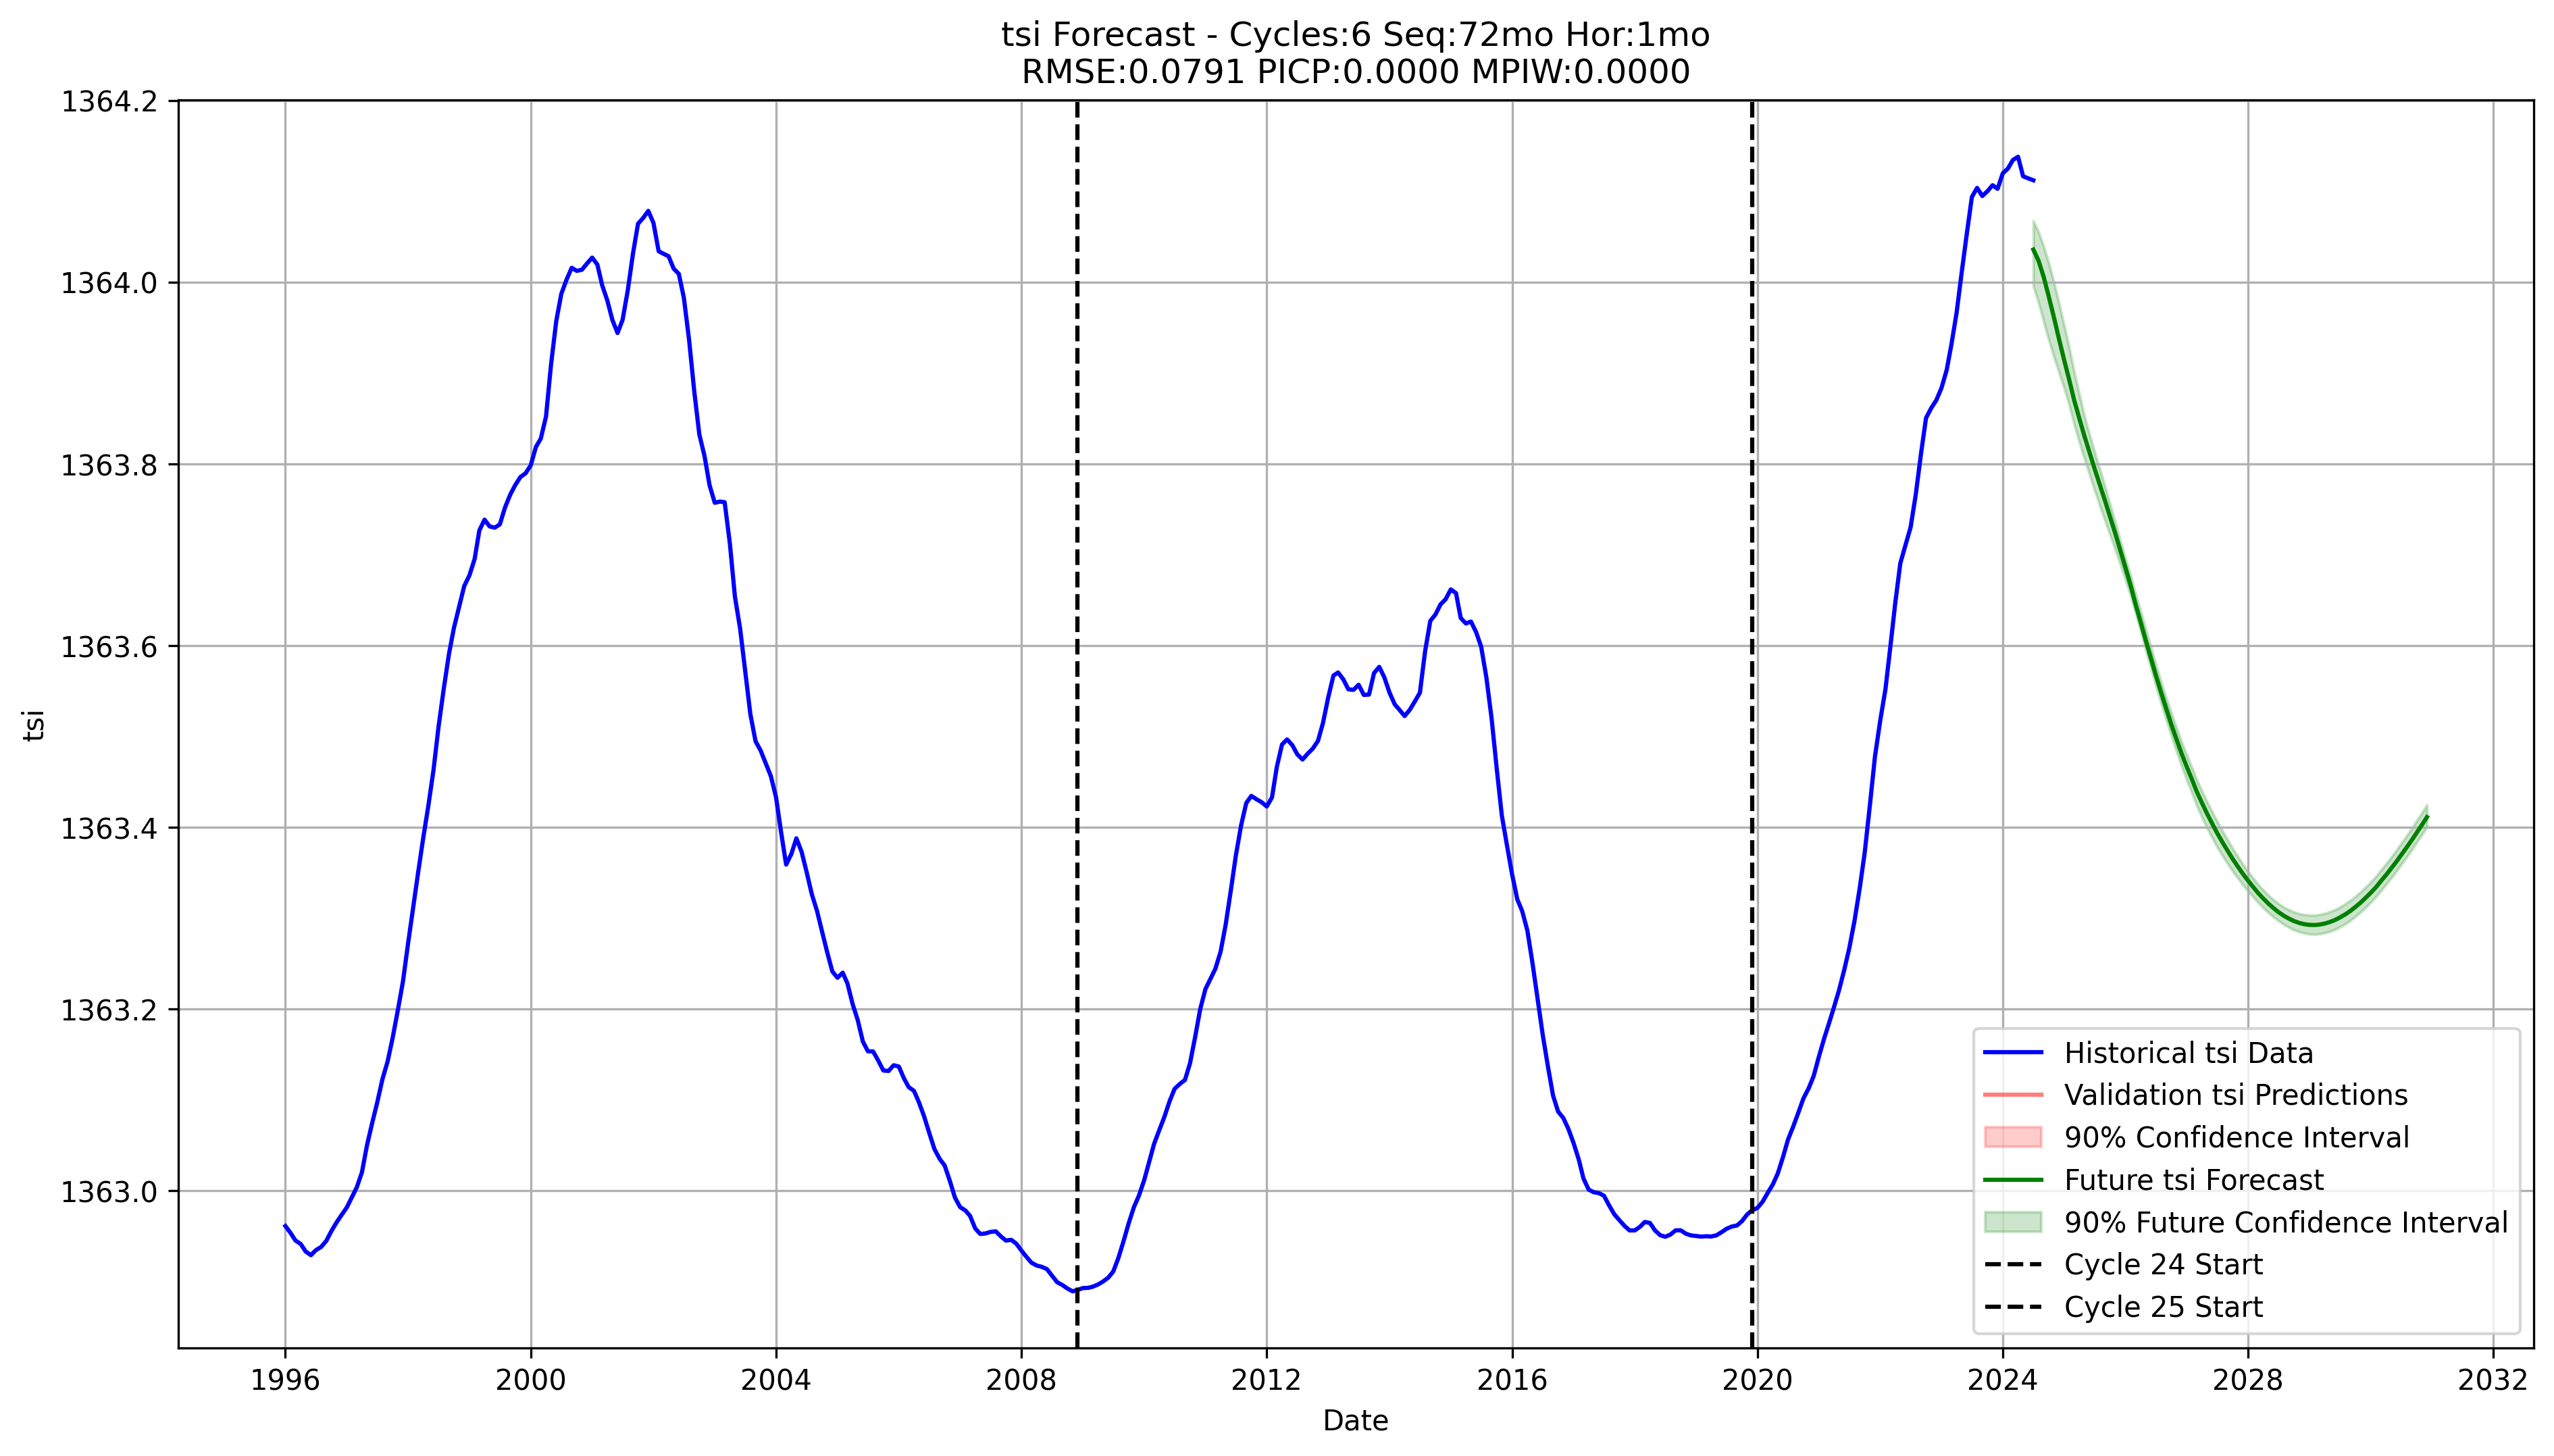 tsi Forecast - Cycles:6 Seq:72mo Hor:1mo
RMSE:0.0791 PICP:0.0000 MPIW:0.0000
1364.2
1364.0
1363.8
1363.6
1363.4
1363.2
1363.0
tsi
1996 2000 2004 2008 2012 2016 2020 2024 2028 2032
Date
Historical tsi Data
Validation tsi Predictions
90% Confidence Interval
Future tsi Forecast
90% Future Confidence Interval
Cycle 24 Start
Cycle 25 Start